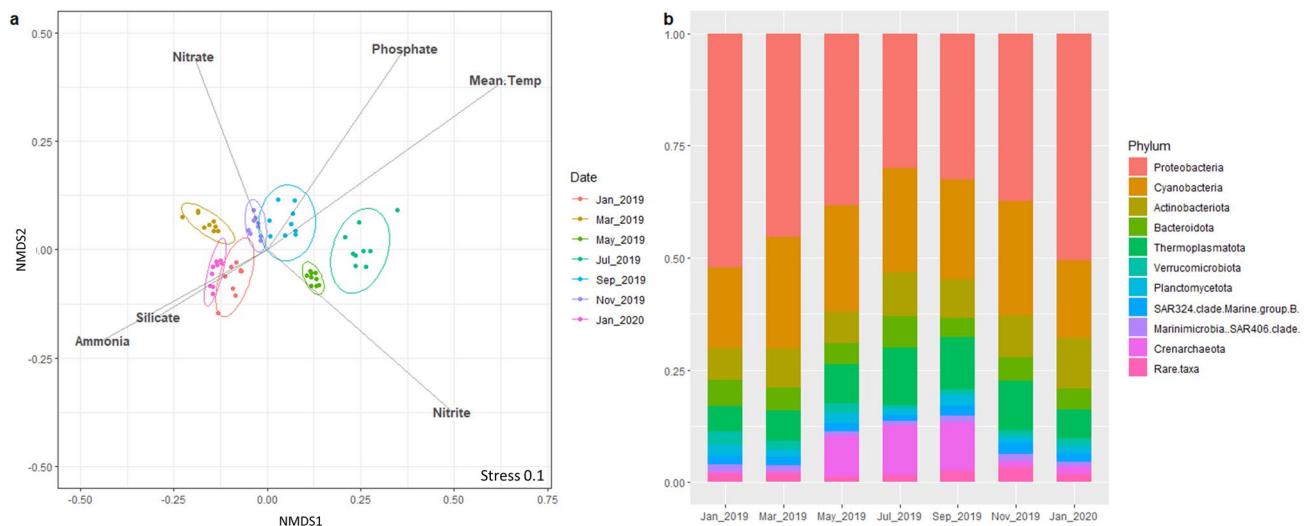 a
0.50
0.25
.00
-0.25
-0.50
NMDS2
Nitrate
Phosphate
Mean.Temp
Silicate
Ammonia
Nitrite
Stress 0.1
-0.50
-0.25
0.00
0.25
0.50
0.75
NMDS1
Date
Jan_2019
Mar_2019
May_2019
Jul_2019
Sep_2019
Nov_2019
Jan_2020
b
1.00
0.75
0.50
0.25
0.00
Jan_2019
Mar_2019
May_2019
Jul_2019
Sep_2019
Nov_2019
Jan_2020
Phylum
Proteobacteria
Cyanobacteria
Actinobacteriota
Bacteroidota
Thermoplasmatota
Verrucomicrobiota
Planctomycetota
SAR324.clade.Marine.group.B.
Marinimicrobia..SAR406.clade.
Crenarchaeota
Rare.taxa